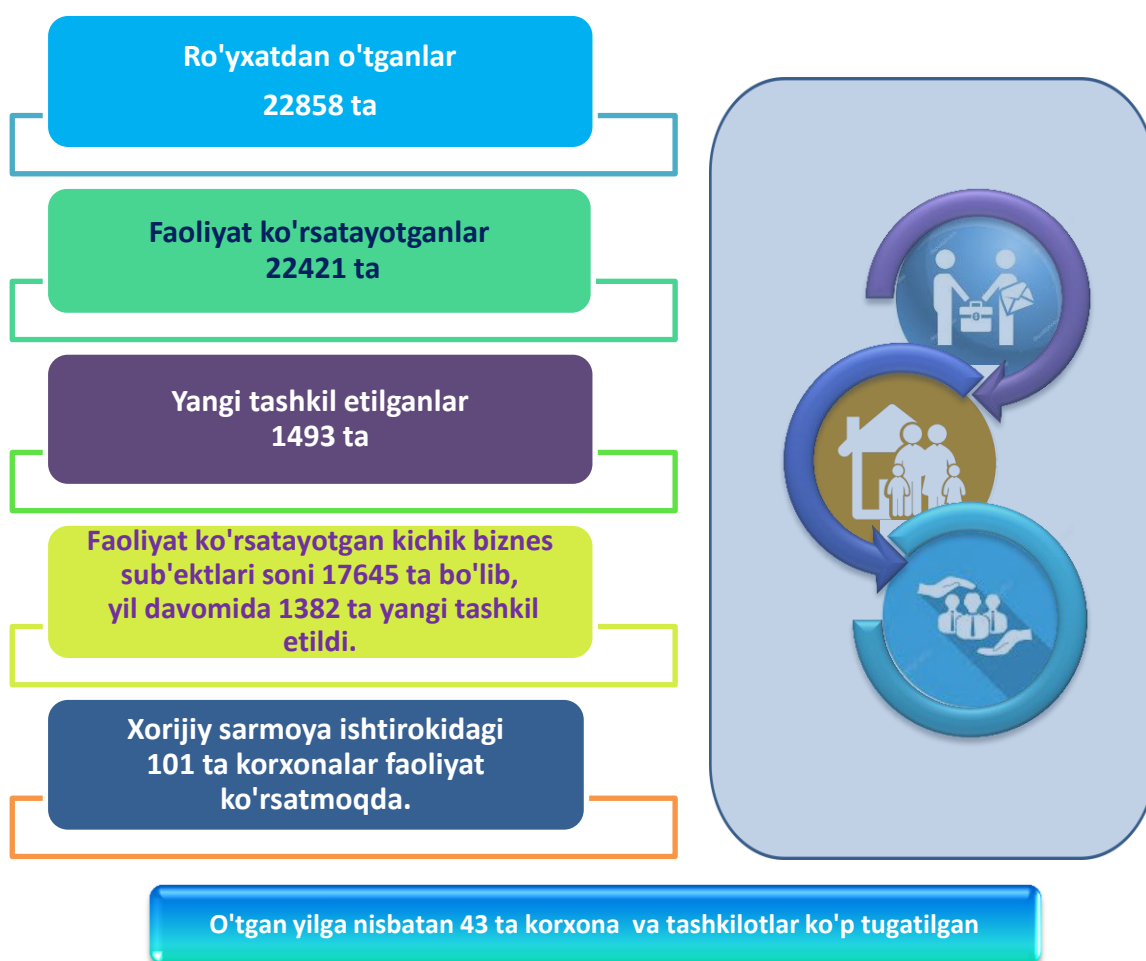 Ro'yxatdan o'tganlar
22858 ta
Faoliyat ko'rsatayotganlar
22421 ta
Yangi tashkil etilganlar
1493 ta
Faoliyat ko'rsatayotgan kichik biznes
sub'ektlari soni 17645 ta bo'lib,
yil davomida 1382 ta yangi tashkil
etildi.
Xorijiy sarmoya ishtirokidagi
101 ta korxonalar faoliyat
ko'rsatmoqda.
O'tgan yilga nisbatan 43 ta korxona va tashkilotlar ko'p tugatilgan